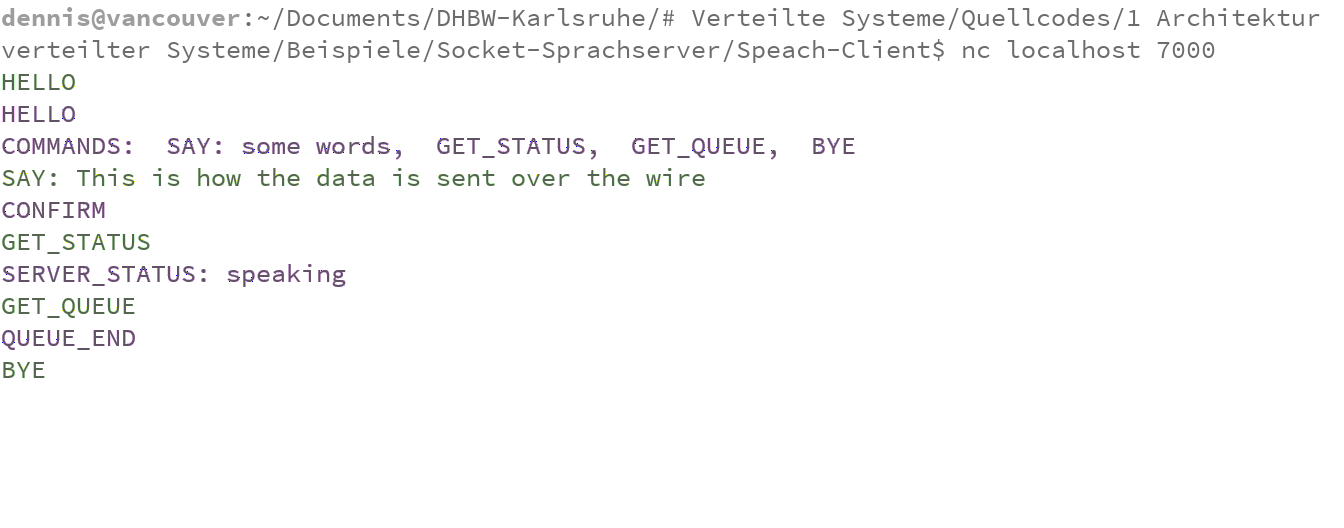 dennis@vancouver:~/Documents/DHBW-Karlsruhe/# Verteilte Systeme/Quellcodes/1 Architektur
verteilter Systeme/Beispiele/Socket-Sprachserver/Speach-Client$ nc localhost 7000
HELLO
HELLO
COMMANDS:  SAY: some words,  GET_STATUS,  GET_QUEUE,  BYE
SAY: This is how the data is sent over the wire
CONFIRM
GET_STATUS
SERVER_STATUS: speaking
GET_QUEUE
QUEUE_END
BYE